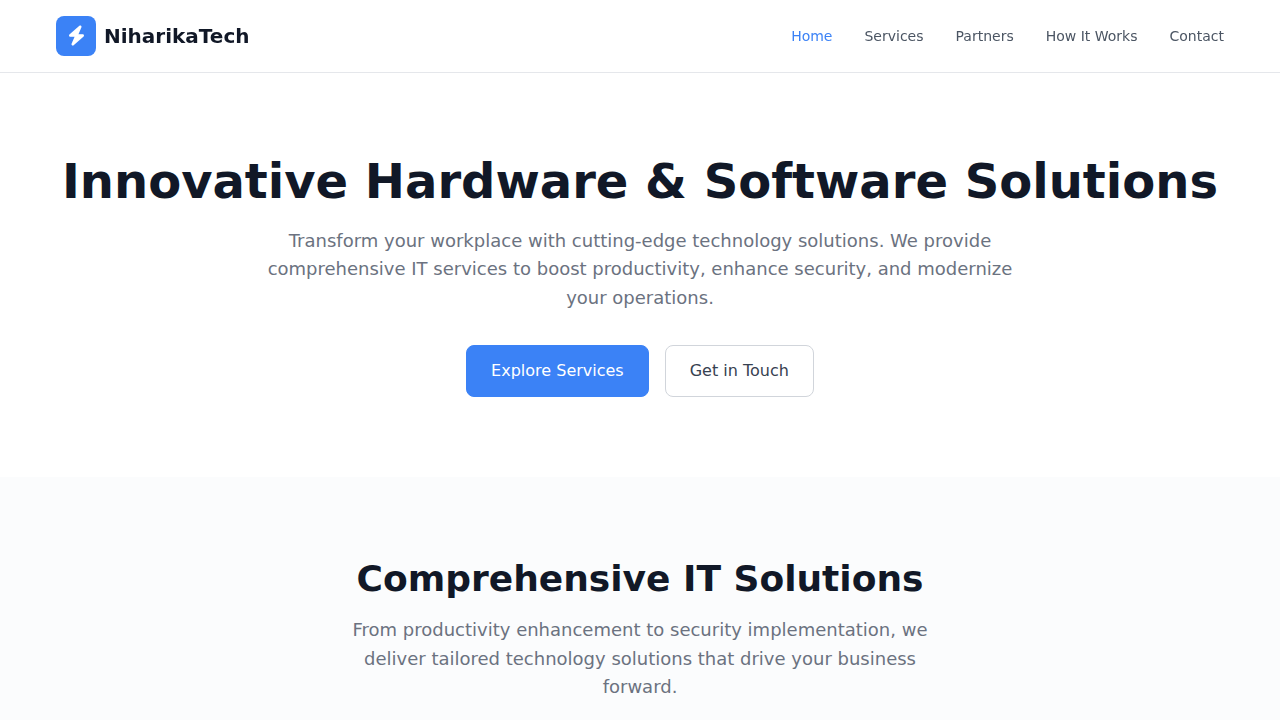 NiharikaTech
Home
Services
Partners
How It Works
Contact
Innovative Hardware & Software Solutions
Transform your workplace with cutting-edge technology solutions. We provide
comprehensive IT services to boost productivity, enhance security, and modernize
your operations.
Explore Services
Get in Touch
Comprehensive IT Solutions
From productivity enhancement to security implementation, we
deliver tailored technology solutions that drive your business
forward.